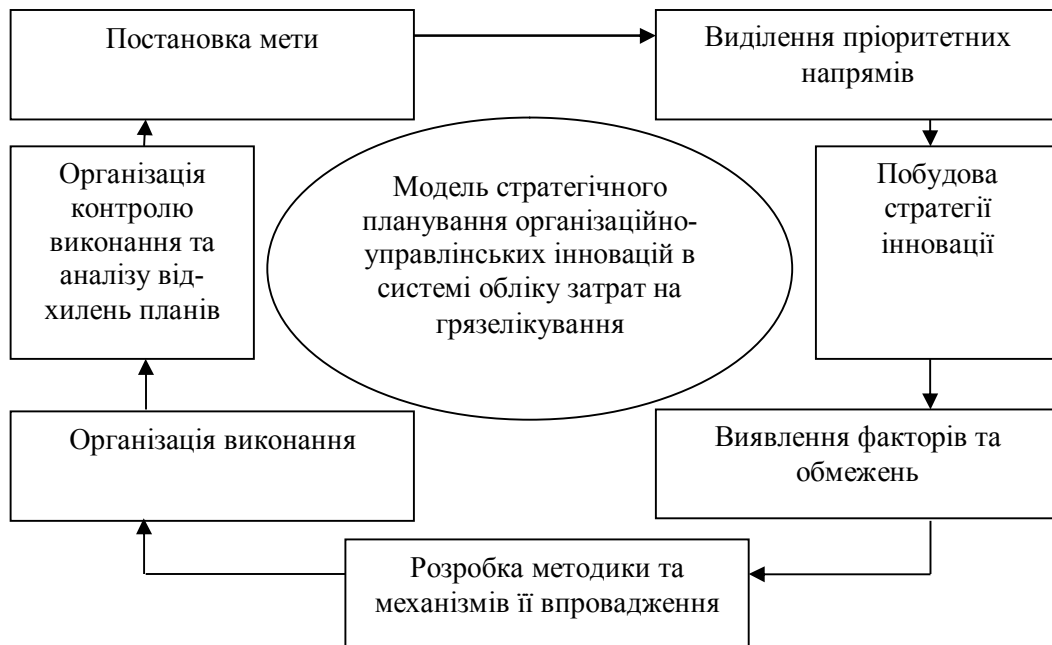 Постановка мети
Виділення пріоритетних
напрямів
Організація
контролю
виконання та
аналізу від-
хилень планів
Модель стратегічного
планування організаційно-
управлінських інновацій в
системі обліку затрат на
грязелікування
Побудова
стратегії
інновації
Організація виконання
Виявлення факторів та
обмежень
Розробка методики та
механізмів її впровадження